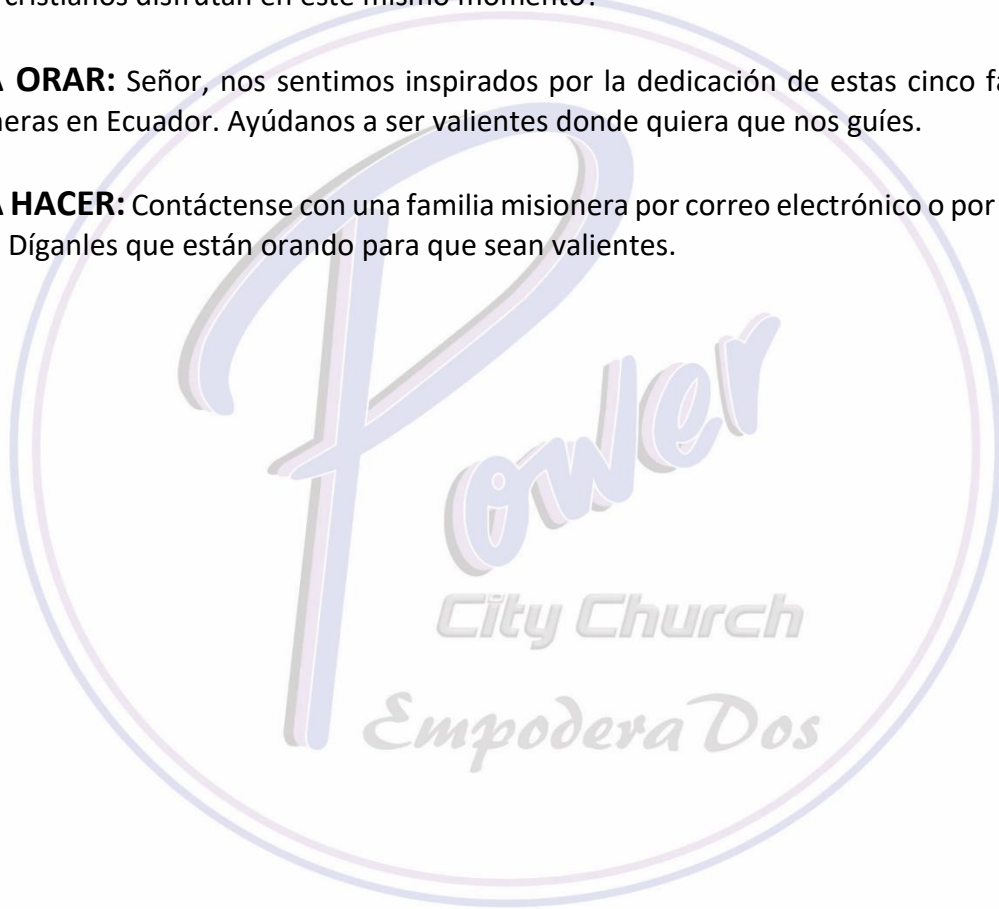 cristianos disfrutan en este mismo momento?
A ORAR: Señor, nos sentimos inspirados por la dedicación de estas cinco fa
neras en Ecuador. Ayúdanos a ser valientes donde quiera que nos guíes.
A HACER: Contáctense con una familia misionera por correo electrónico o por
Díganles que están orando para que sean valientes.
Power
City Church
EmpoderaDos